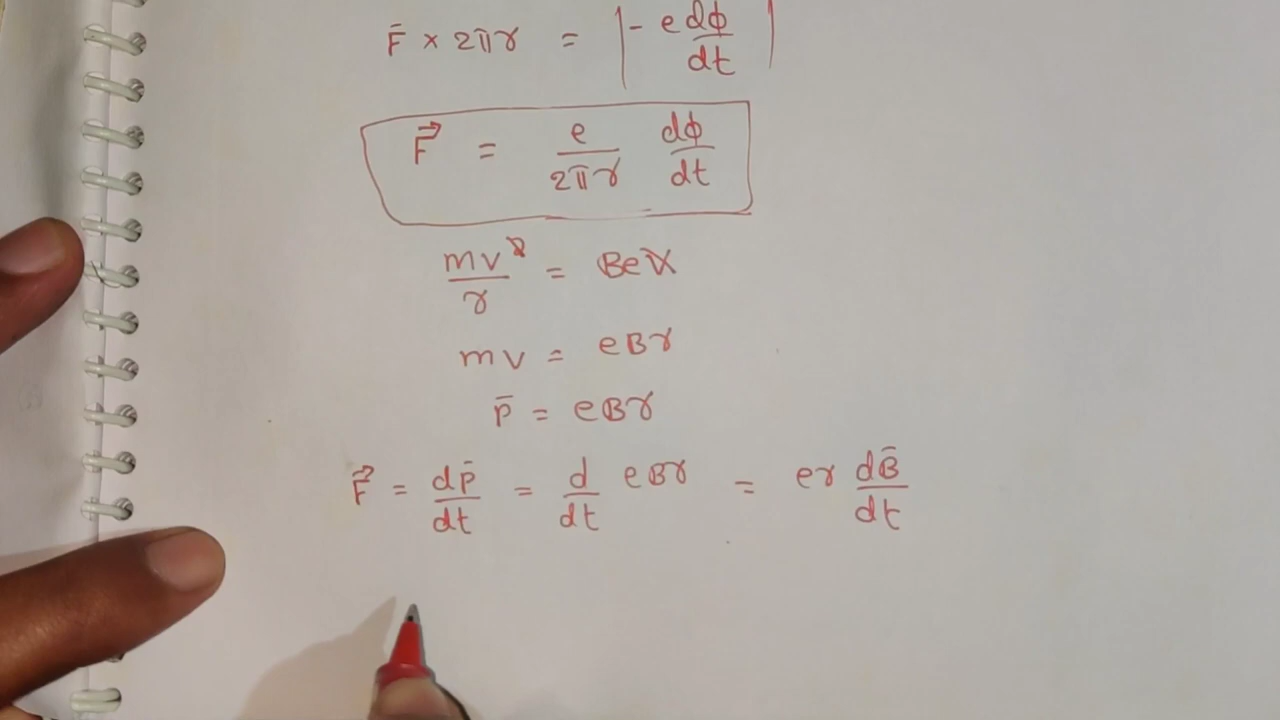 F̄ × 2πr = |- e dφ/dt|
F⃗ = e/2πr dφ/dt
mv²/r = Bev
mv = eBr
p̄ = eBr
F⃗ = dp̄/dt = d/dt eBr = er dB̄/dt